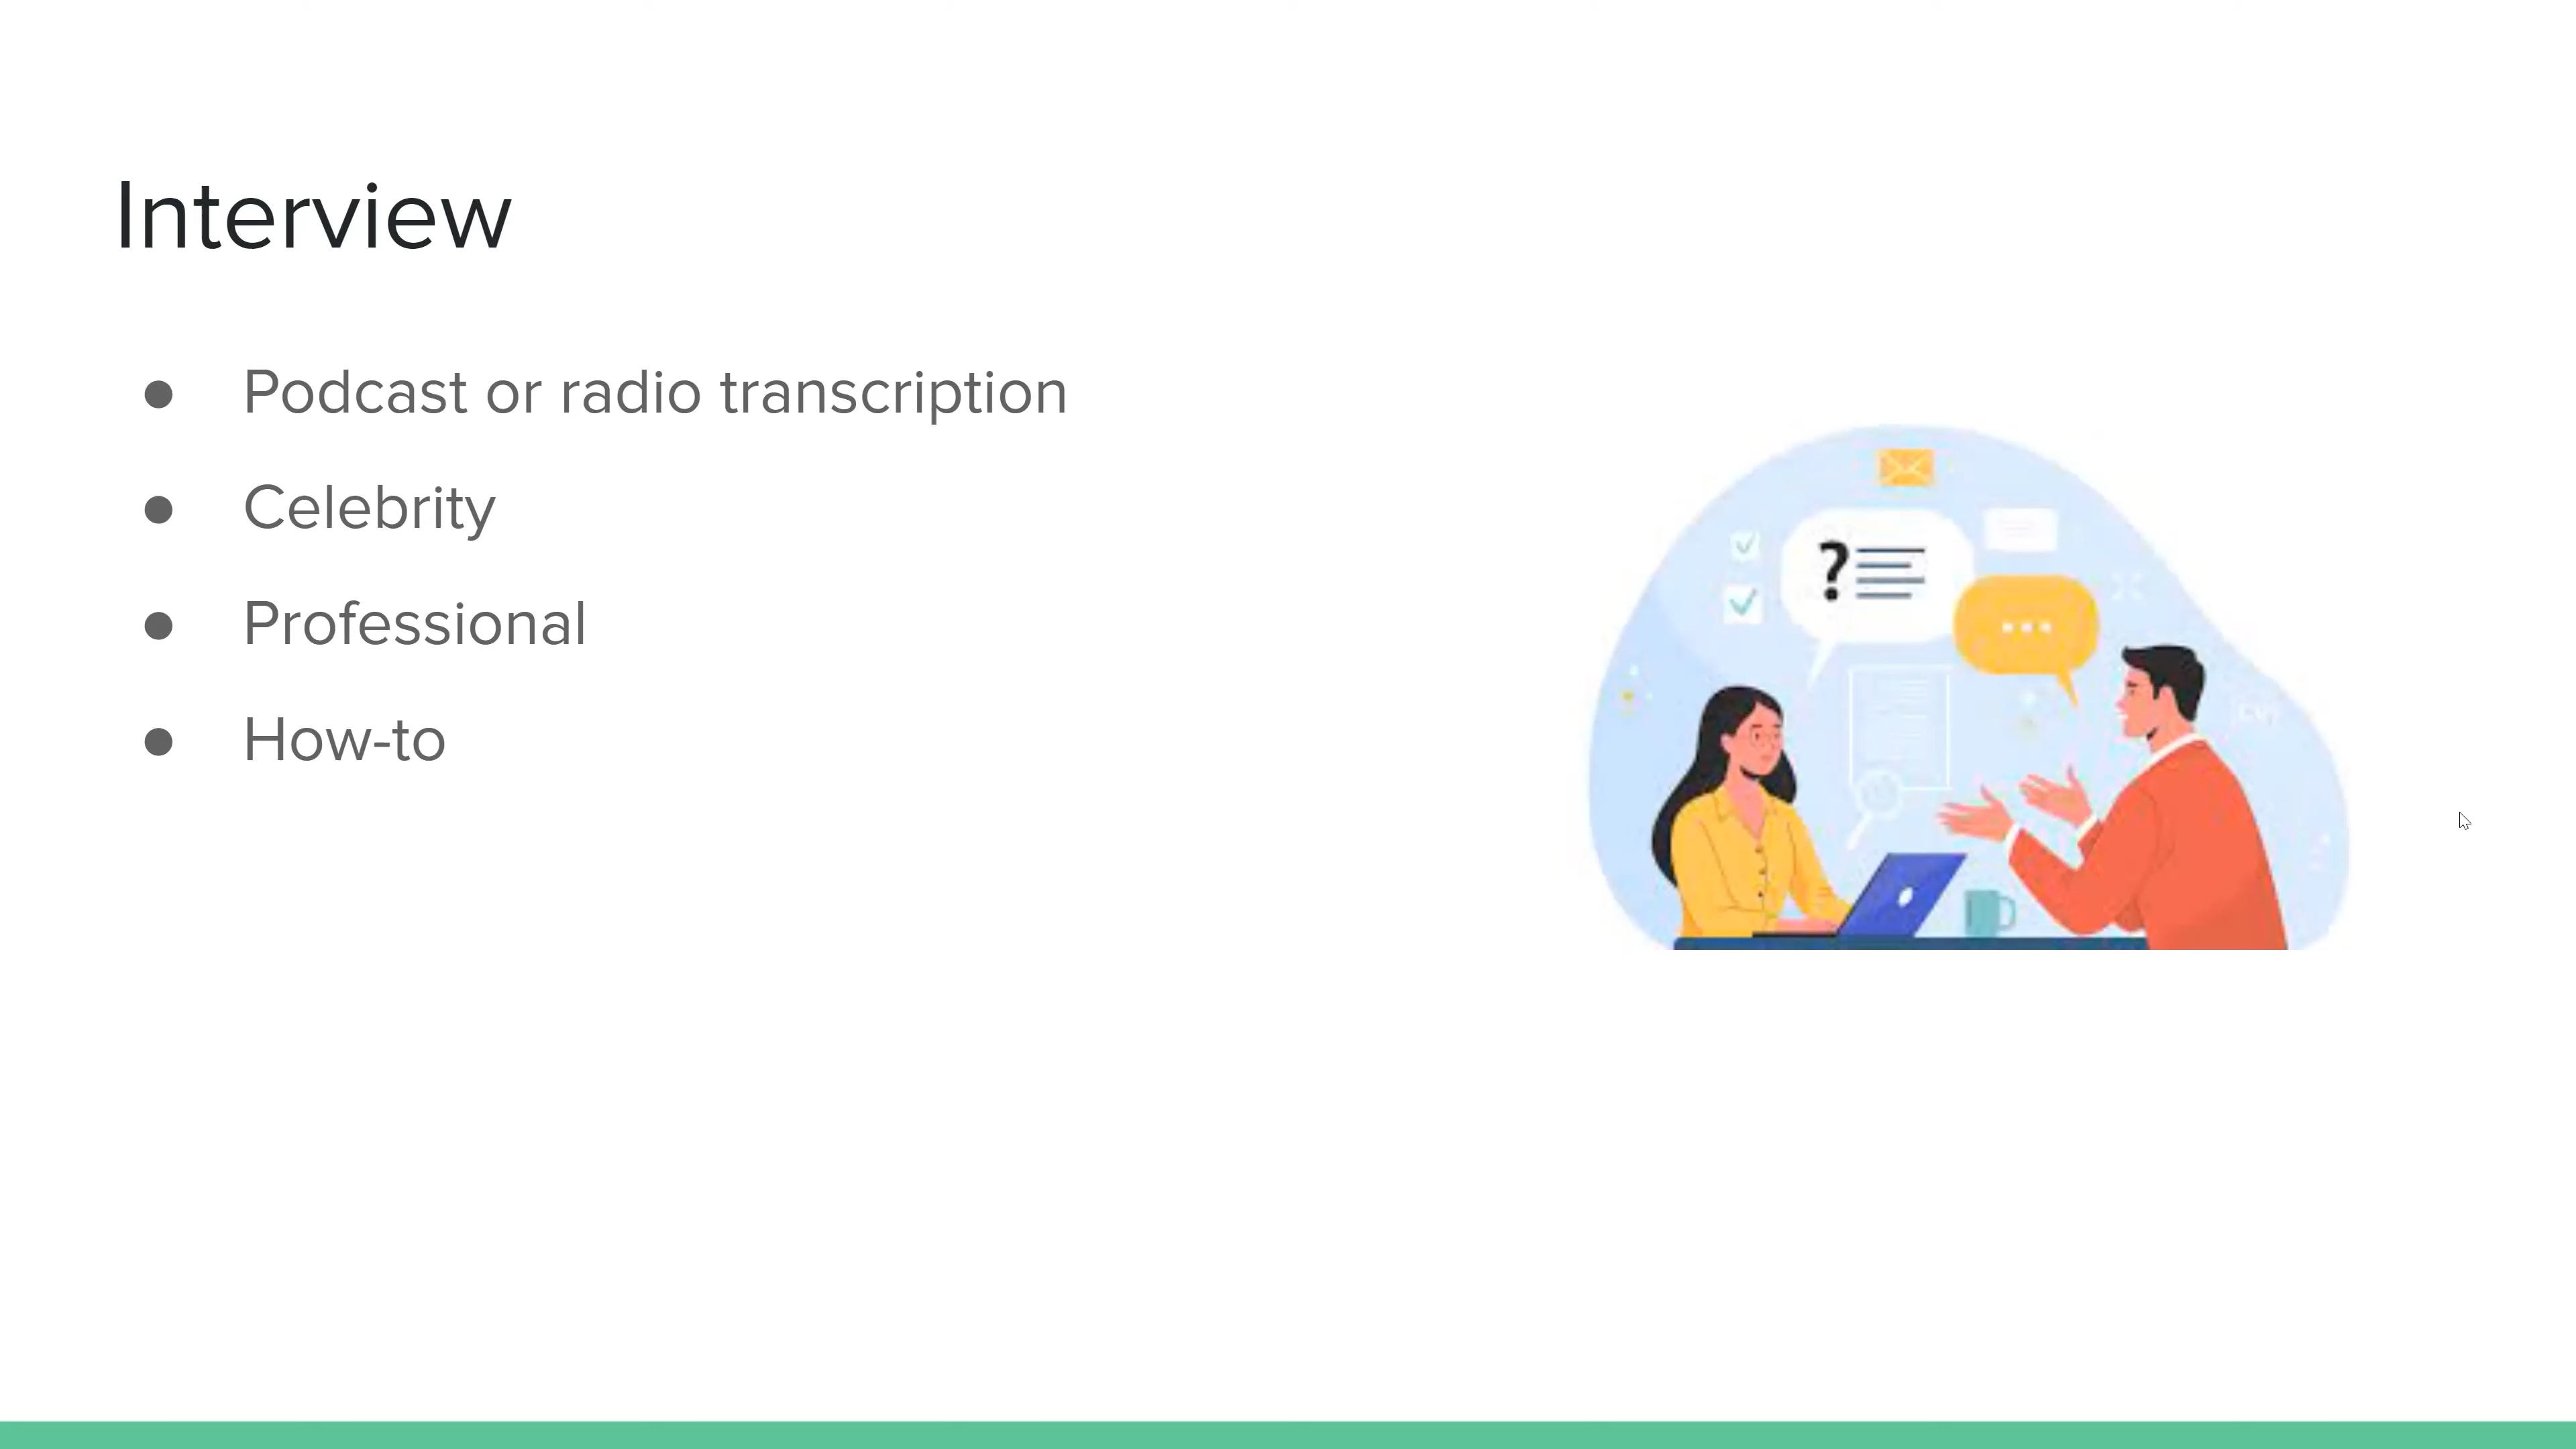 Interview
● Podcast or radio transcription
● Celebrity
● Professional
● How-to
?